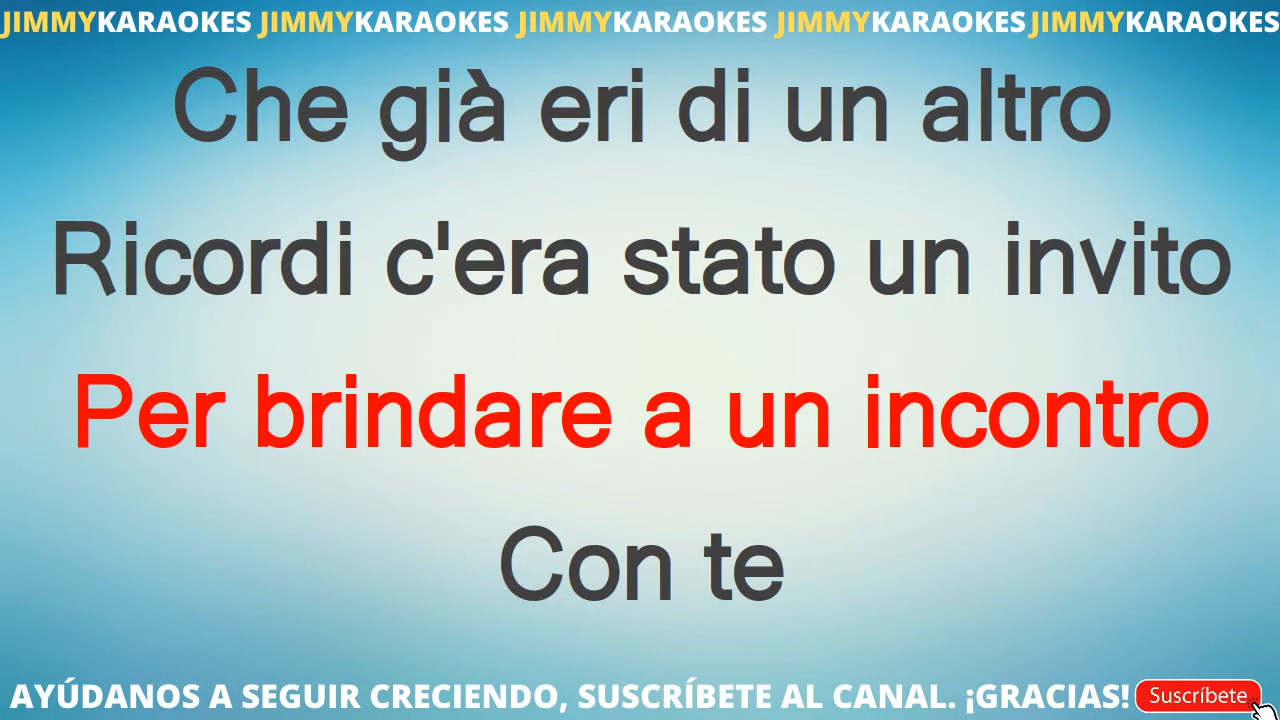 JIMMYKARAOKES JIMMYKARAOKES JIMMYKARAOKES JIMMYKARAOKES JIMMYKARAOKES
Che già eri di un altro
Ricordi c'era stato un invito
Per brindare a un incontro
Con te
AYÚDANOS A SEGUIR CRECIENDO, SUSCRÍBETE AL CANAL. ¡GRACIAS! Suscríbete